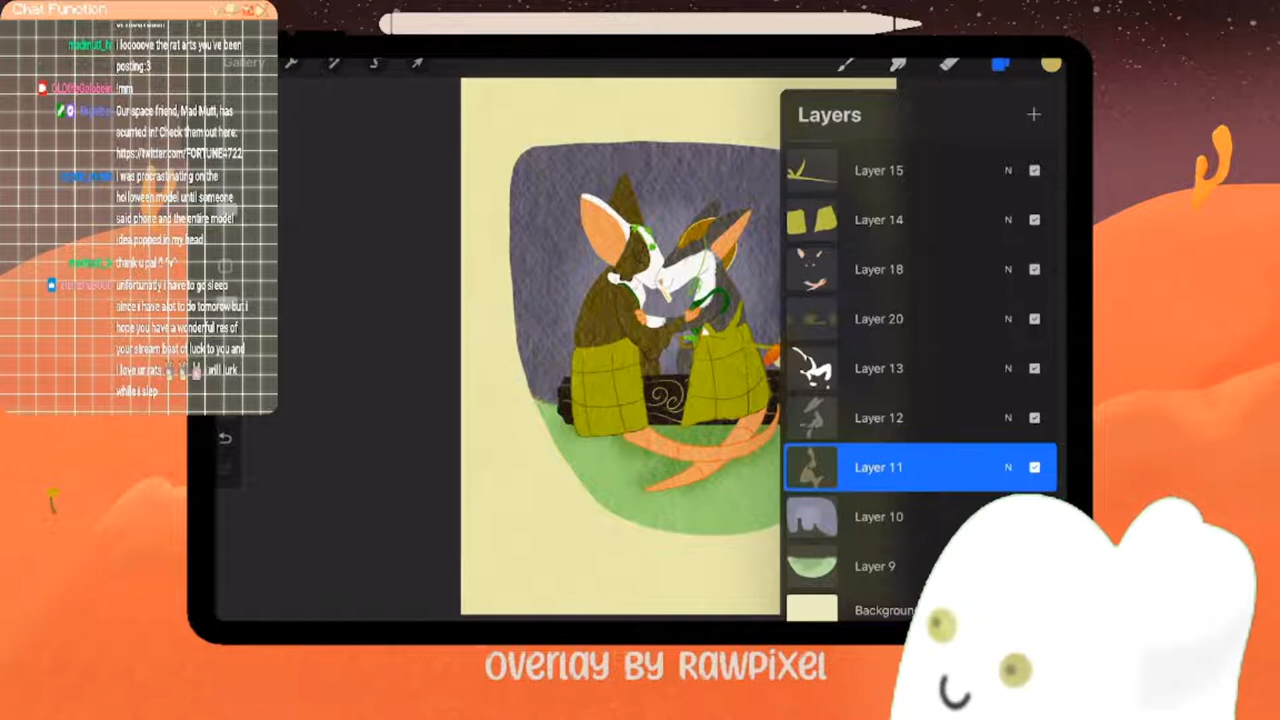 Chat Function
i looooove the rat arts you've been
posting:3
!mm
Our space friend, Mad Mutt, has
scurried in! Check them out here:
https://twitter.com/FORTUNE4722
i was procrastinating on the
holloween model until someone
said phone and the entire model
idea popped in my head
thank u pal
unfortunatly i have to go sleep
since i have alot to do tomorow but i
hope you have a wonderful res of
your stream best of luck to you and
i love ur rats i will lurk
while i slep
Gallery
Layers
Layer 15 N
Layer 14 N
Layer 18 N
Layer 20 N
Layer 13 N
Layer 12 N
Layer 11 N
Layer 10
Layer 9
Backgroun
OVERLAY BY RAWPIXEL